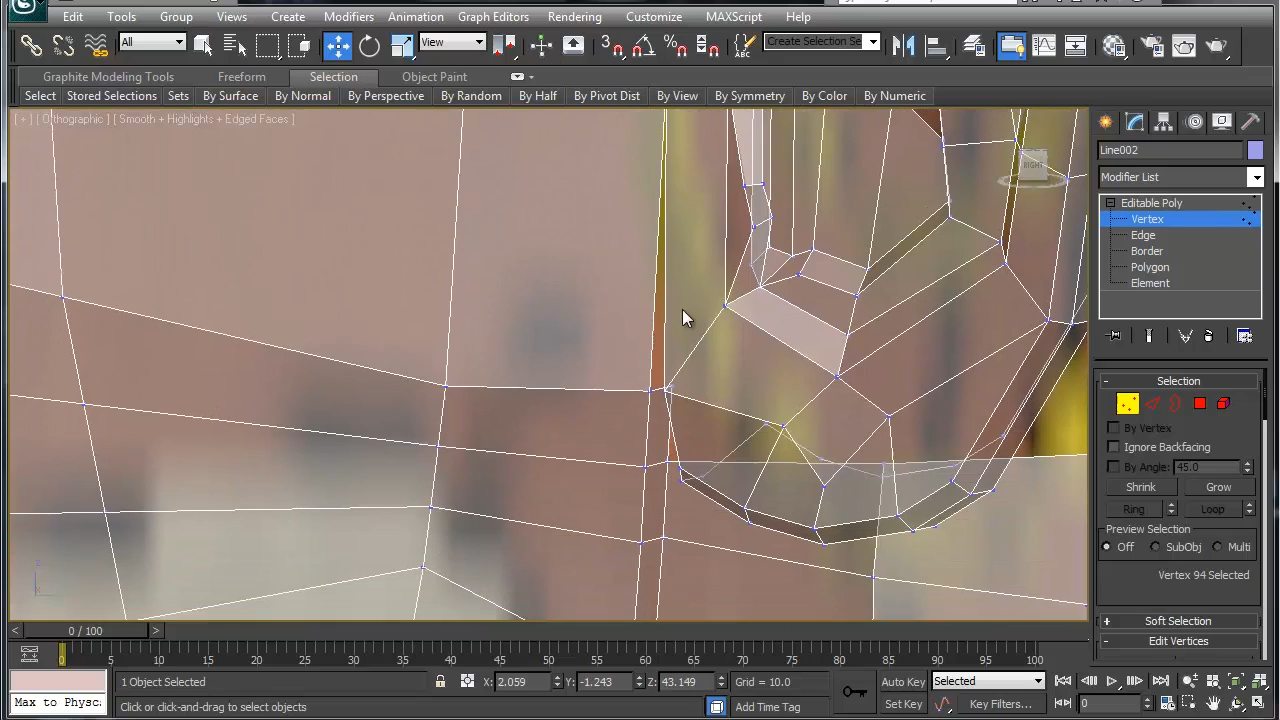 Edit Tools Group Views Create Modifiers Animation Graph Editors Rendering Customize MAXScript Help
All View 3 ABC Create Selection Se
Graphite Modeling Tools Freeform Selection Object Paint
Select Stored Selections Sets By Surface By Normal By Perspective By Random By Half By Pivot Dist By View By Symmetry By Color By Numeric
[ + ] [ Orthographic ] [ Smooth + Highlights + Edged Faces ]
RIGHT
Line002
Modifier List
Editable Poly
Vertex
Edge
Border
Polygon
Element
Selection
By Vertex
Ignore Backfacing
By Angle: 45.0
Shrink Grow
Ring Loop
Preview Selection
Off SubObj Multi
Vertex 94 Selected
Soft Selection
Edit Vertices
0 / 100
0 5 10 15 20 25 30 35 40 45 50 55 60 65 70 75 80 85 90 95 100
1 Object Selected X: 2.059 Y: -1.243 Z: 43.149 Grid = 10.0 Auto Key Selected
Max to Physca Click or click-and-drag to select objects Add Time Tag Set Key Key Filters... 0